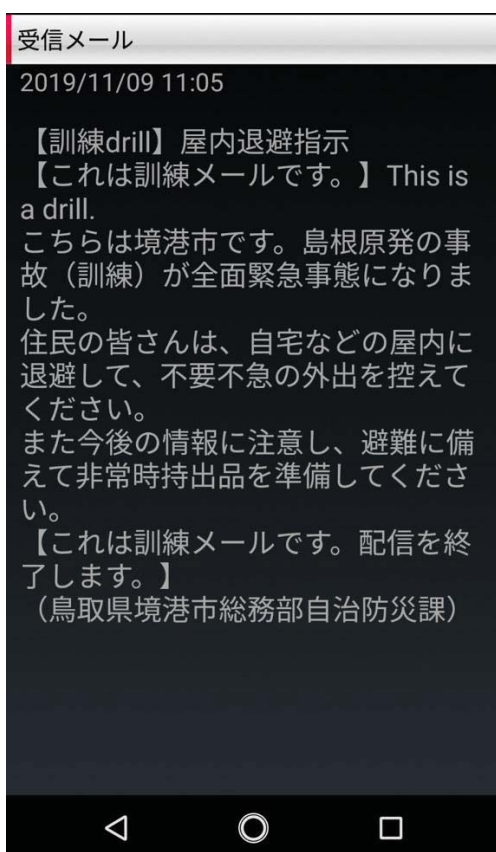 受信メール
2019/11/09 11:05
【訓練drill】屋内退避指示
【これは訓練メールです。】This is
a drill.
こちらは境港市です。島根原発の事
故（訓練）が全面緊急事態になりま
した。
住民の皆さんは、自宅などの屋内に
退避して、不要不急の外出を控えて
ください。
また今後の情報に注意し、避難に備
えて非常時持出品を準備してくださ
い。
【これは訓練メールです。配信を終
了します。】
（鳥取県境港市総務部自治防災課）